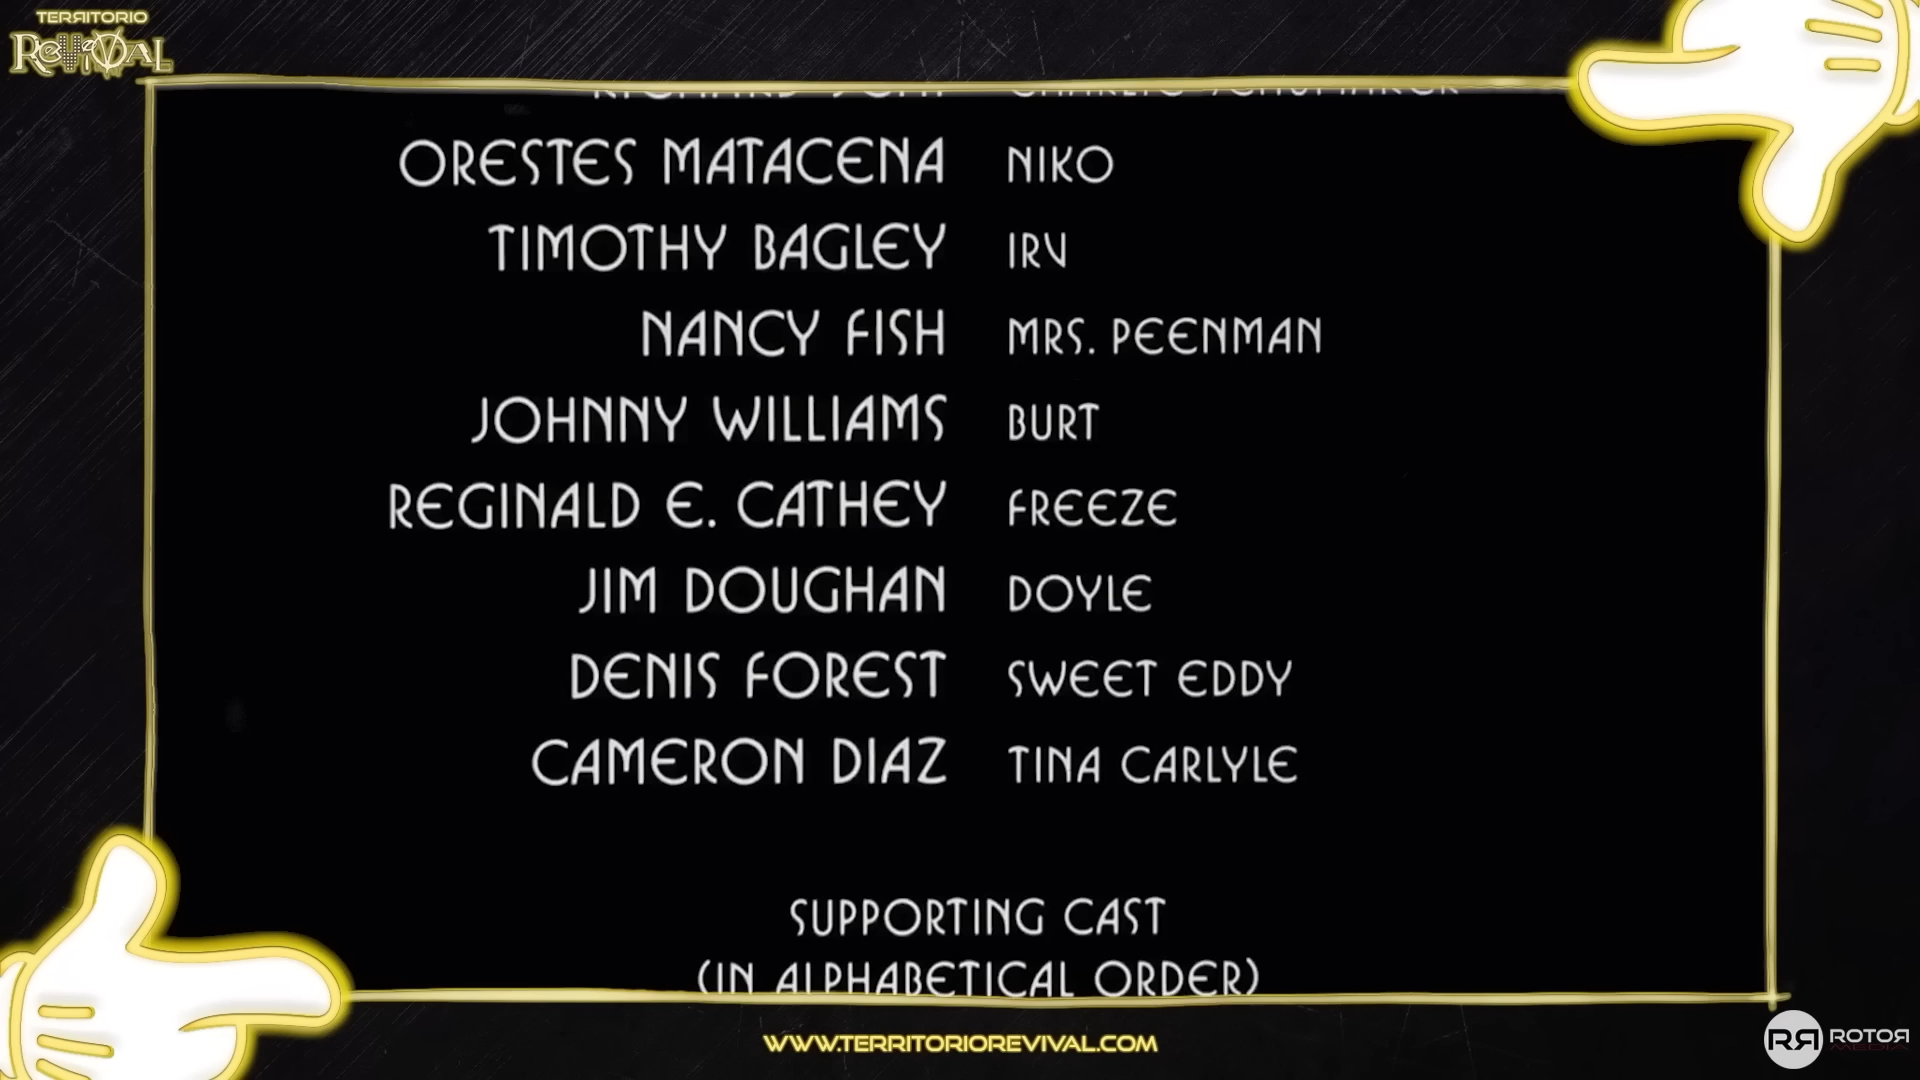 TERRITORIO
REVIVAL
ORESTES MATACENA NIKO
TIMOTHY BAGLEY IRV
NANCY FISH MRS. PEENMAN
JOHNNY WILLIAMS BURT
REGINALD E. CATHEY FREEZE
JIM DOUGHAN DOYLE
DENIS FOREST SWEET EDDY
CAMERON DIAZ TINA CARLYLE
SUPPORTING CAST
(IN ALPHABETICAL ORDER)
WWW.TERRITORIOREVIVAL.COM
RR ROTOR
MEDIA